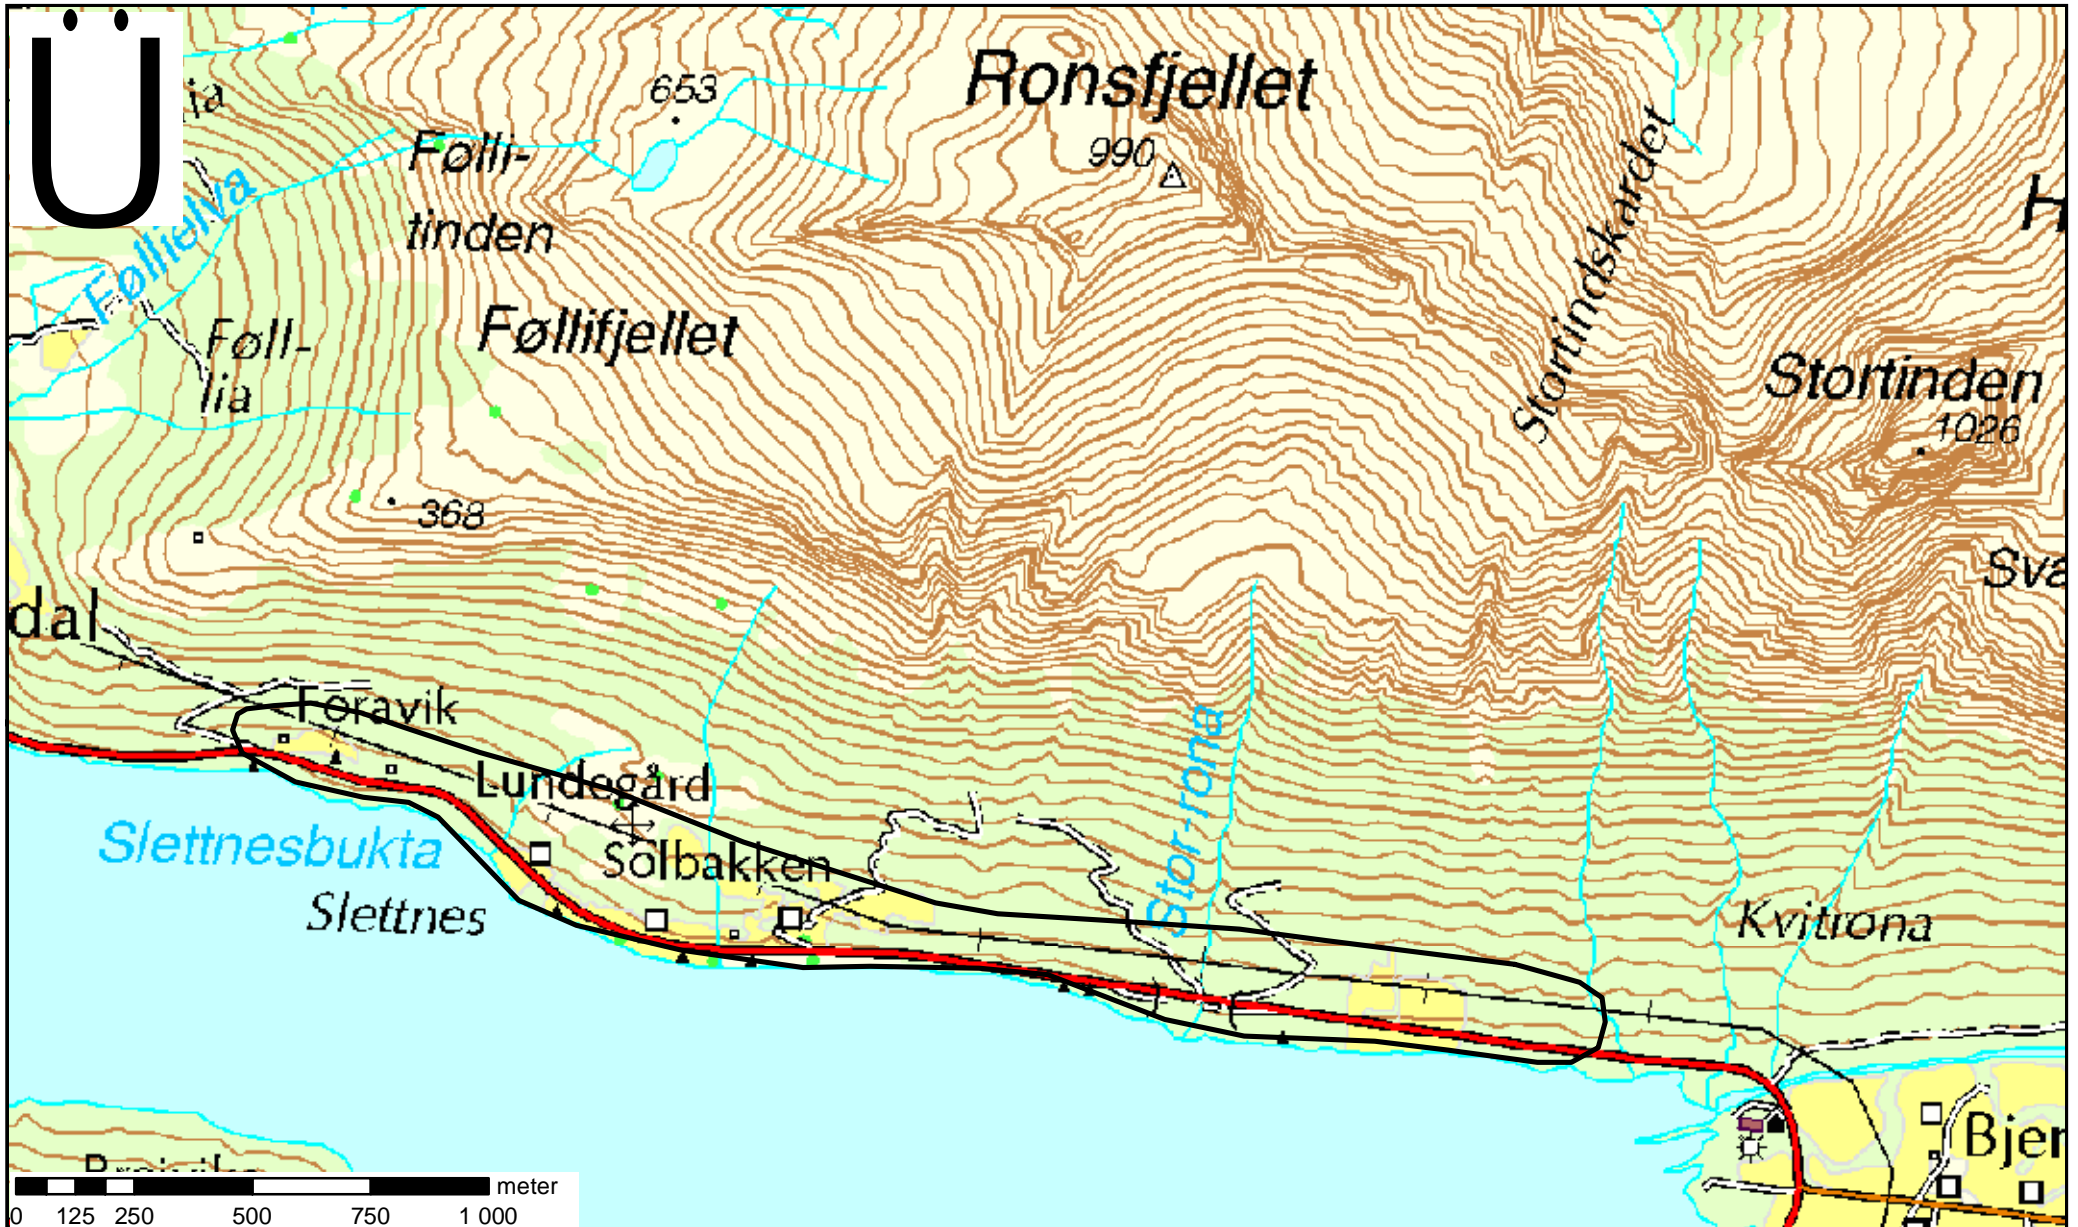 Ü
Ronsfjellet
653
990
Følli-
tinden
Føllielva
Stortindskardet
H
Føllifjellet
Føll-
lia
Stortinden
1026
368
Sva
dal
Foravik
Lundegård
Stor-rona
Slettnesbukta
Solbakken
Slettnes
Kvitrona
Bjer
meter
0 125 250 500 750 1 000